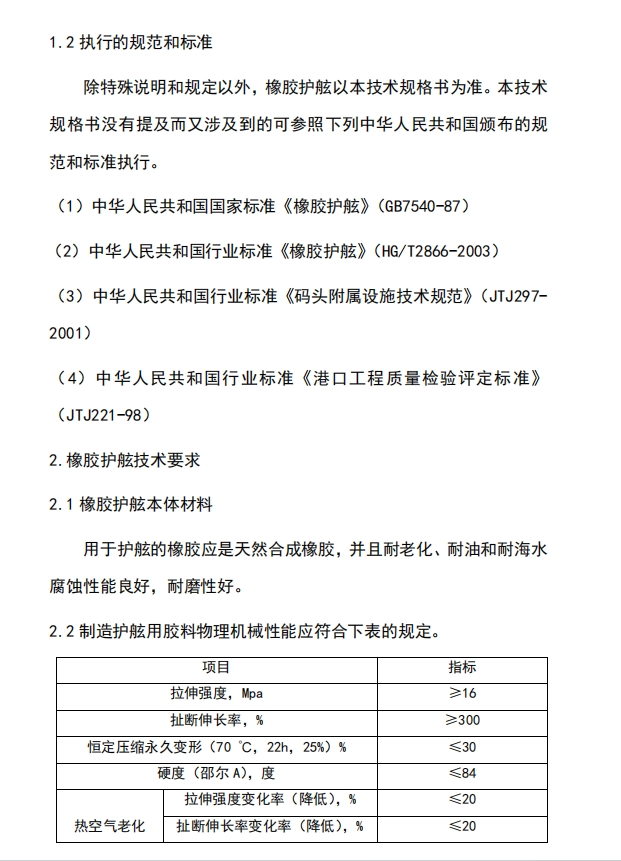 1.2 执行的规范和标准
除特殊说明和规定以外，橡胶护舷以本技术规格书为准。本技术
规格书没有提及而又涉及到的可参照下列中华人民共和国颁布的规
范和标准执行。
（1）中华人民共和国国家标准《橡胶护舷》（GB7540-87）
（2）中华人民共和国行业标准《橡胶护舷》（HG/T2866-2003）
（3）中华人民共和国行业标准《码头附属设施技术规范》（JTJ297-
2001）
（4）中华人民共和国行业标准《港口工程质量检验评定标准》
（JTJ221-98）
2.橡胶护舷技术要求
2.1 橡胶护舷本体材料
用于护舷的橡胶应是天然合成橡胶，并且耐老化、耐油和耐海水
腐蚀性能良好，耐磨性好。
2.2 制造护舷用胶料物理机械性能应符合下表的规定。
项目 指标
拉伸强度，Mpa ≥16
扯断伸长率，% ≥300
恒定压缩永久变形（70 ℃，22h，25%）% ≤30
硬度（邵尔 A），度 ≤84
拉伸强度变化率（降低），% ≤20
热空气老化 扯断伸长率变化率（降低），% ≤20